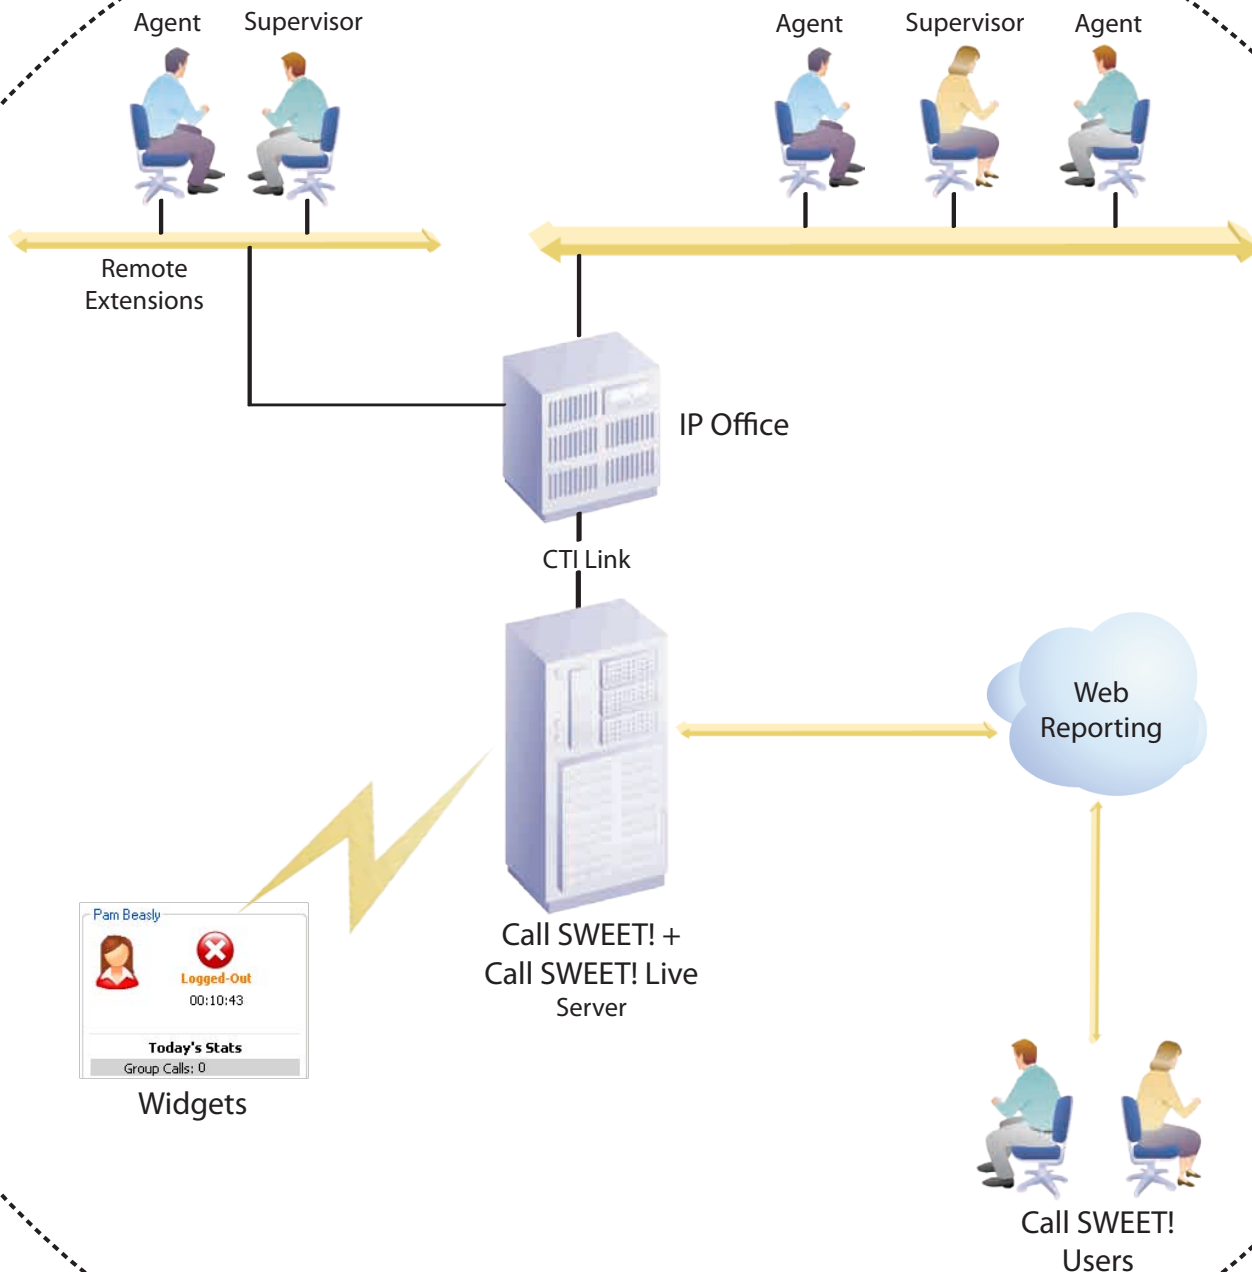 Agent
Supervisor
Agent
Supervisor
Agent
Remote
Extensions
IP Office
CTI Link
Web
Reporting
Pam Beasly
Logged-Out
00:10:43
Today's Stats
Group Calls: 0
Widgets
Call SWEET! +
Call SWEET! Live
Server
Call SWEET!
Users